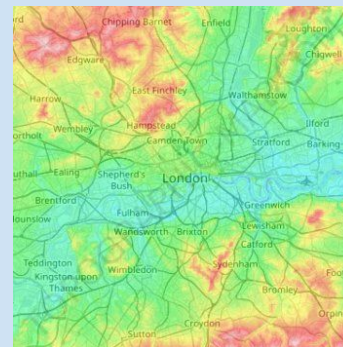 Chipping Barnet
Enfield
Loughton
Edgware
Chigwell
East Finchley
Harrow
Walthamstow
Wembley
Hampstead
Ilford
Camden Town
Stratford
Barking
Ealing
Shepherd's
Bush
London
Brentford
Fulham
Greenwich
Wandsworth
Brixton
Lewisham
Catford
Teddington
Wimbledon
Sydenham
Kingston upon
Thames
Bromley
Croydon
Sutton